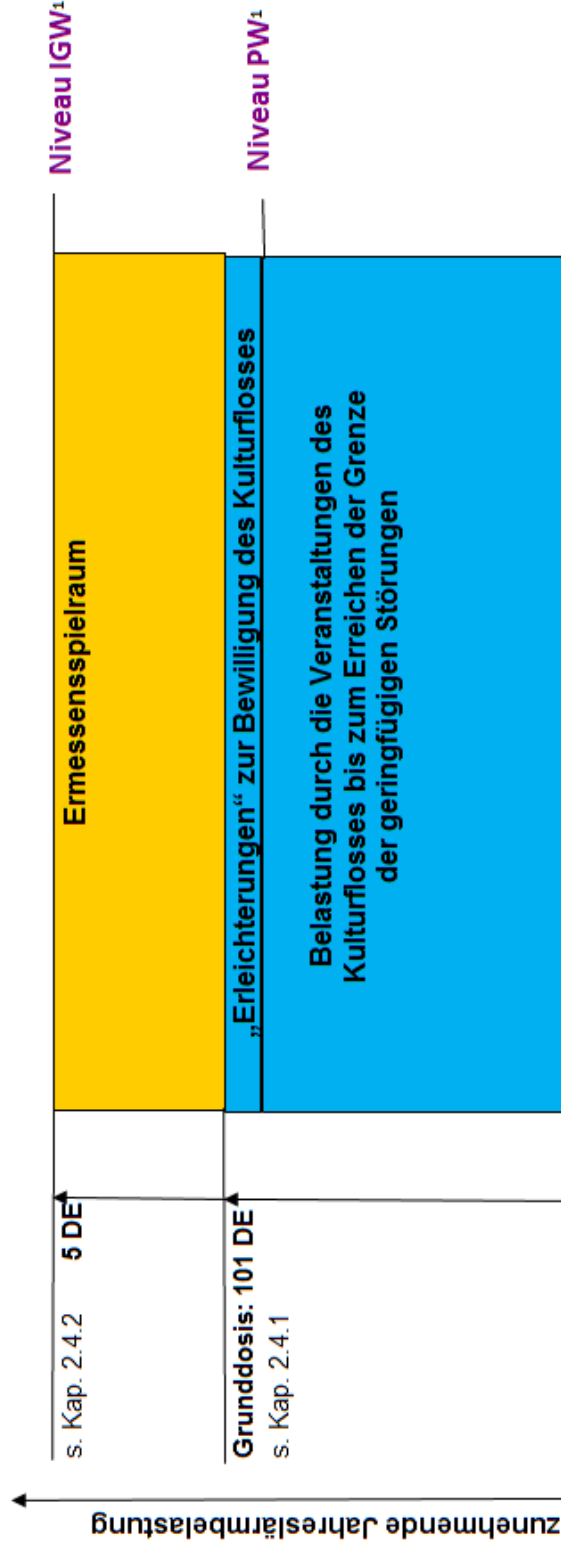 Niveau IGW¹
Niveau PW¹
Ermessensspielraum
„Erleichterungen“ zur Bewilligung des Kulturflosses
Belastung durch die Veranstaltungen des
Kulturflosses bis zum Erreichen der Grenze
der geringfügigen Störungen
5 DE
s. Kap. 2.4.2
Grunddosis: 101 DE
s. Kap. 2.4.1
zunehmende Jahreslärmbelastung